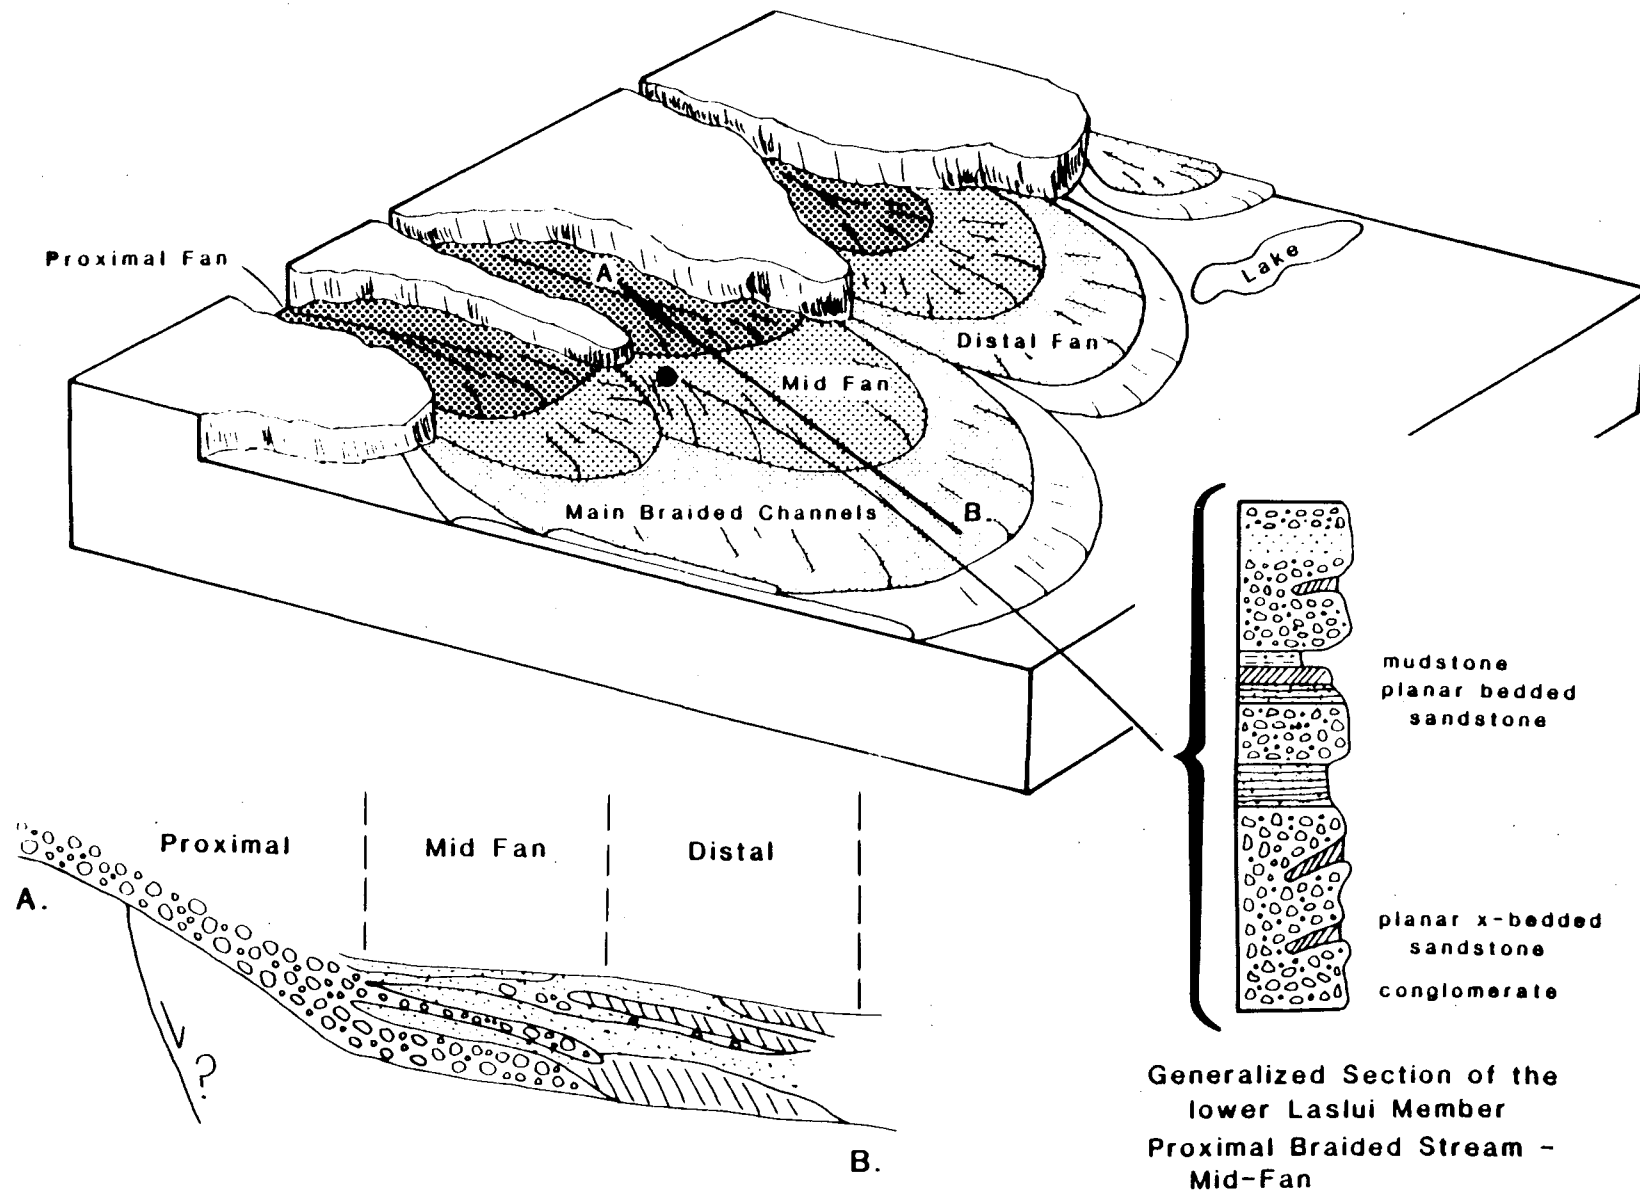 Proximal Fan
A
Lake
Distal Fan
Mid Fan
Main Braided Channels
B.
mudstone
planar bedded
sandstone
planar x-bedded
sandstone
conglomerate
Proximal
Mid Fan
Distal
A.
?
B.
Generalized Section of the
lower Laslui Member
Proximal Braided Stream -
Mid-Fan